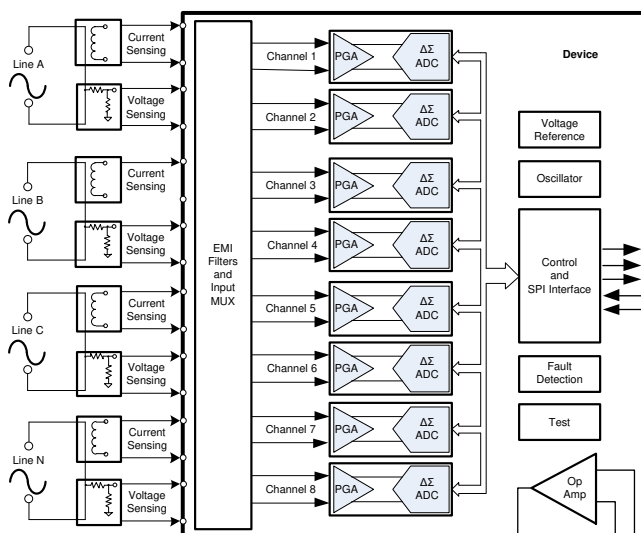 Line A
Current
Sensing
Voltage
Sensing
Line B
Current
Sensing
Voltage
Sensing
Line C
Current
Sensing
Voltage
Sensing
Line N
Current
Sensing
Voltage
Sensing
EMI
Filters
and
Input
MUX
Channel 1
PGA
ΔΣ
ADC
Channel 2
PGA
ΔΣ
ADC
Channel 3
PGA
ΔΣ
ADC
Channel 4
PGA
ΔΣ
ADC
Channel 5
PGA
ΔΣ
ADC
Channel 6
PGA
ΔΣ
ADC
Channel 7
PGA
ΔΣ
ADC
Channel 8
PGA
ΔΣ
ADC
Device
Voltage
Reference
Oscillator
Control
and
SPI Interface
Fault
Detection
Test
Op
Amp